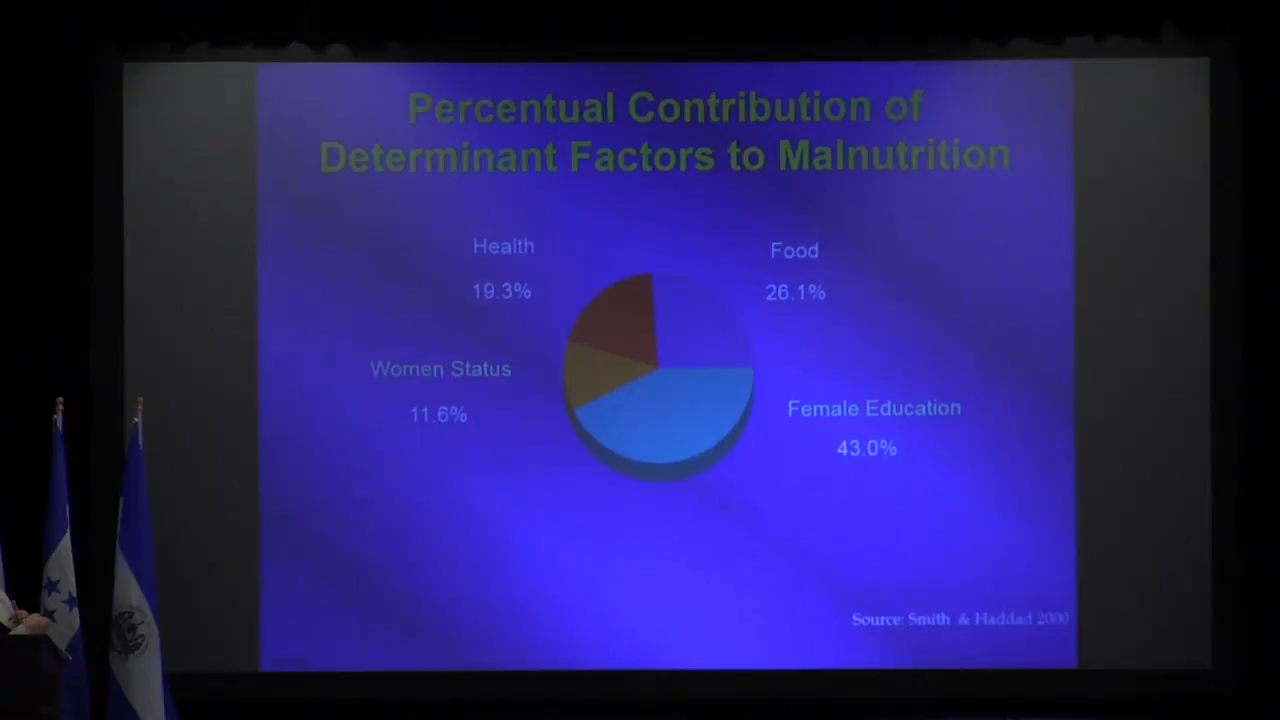 Percentual Contribution of
Determinant Factors to Malnutrition
Health
19.3%
Food
26.1%
Women Status
11.6%
Female Education
43.0%
Source: Smith & Haddad 2000